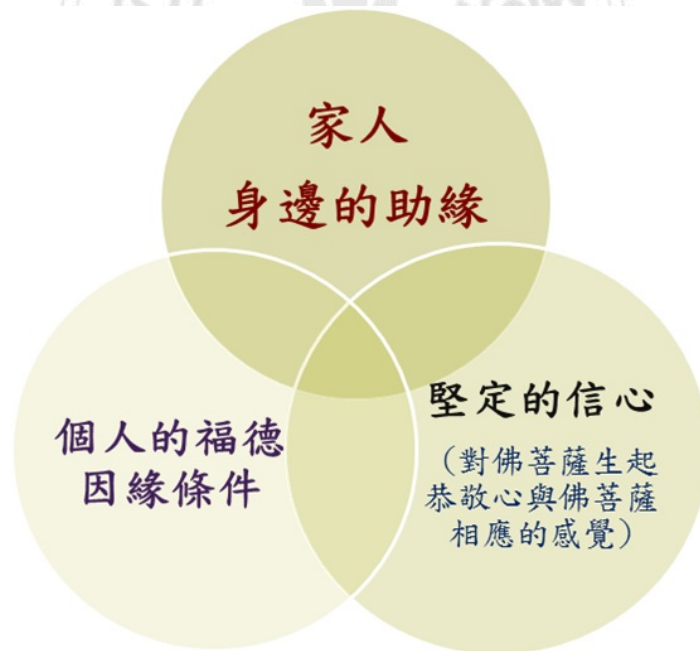 家人
身邊的助緣
個人的福德
因緣條件
堅定的信心
（對佛菩薩生起
恭敬心與佛菩薩
相應的感覺）